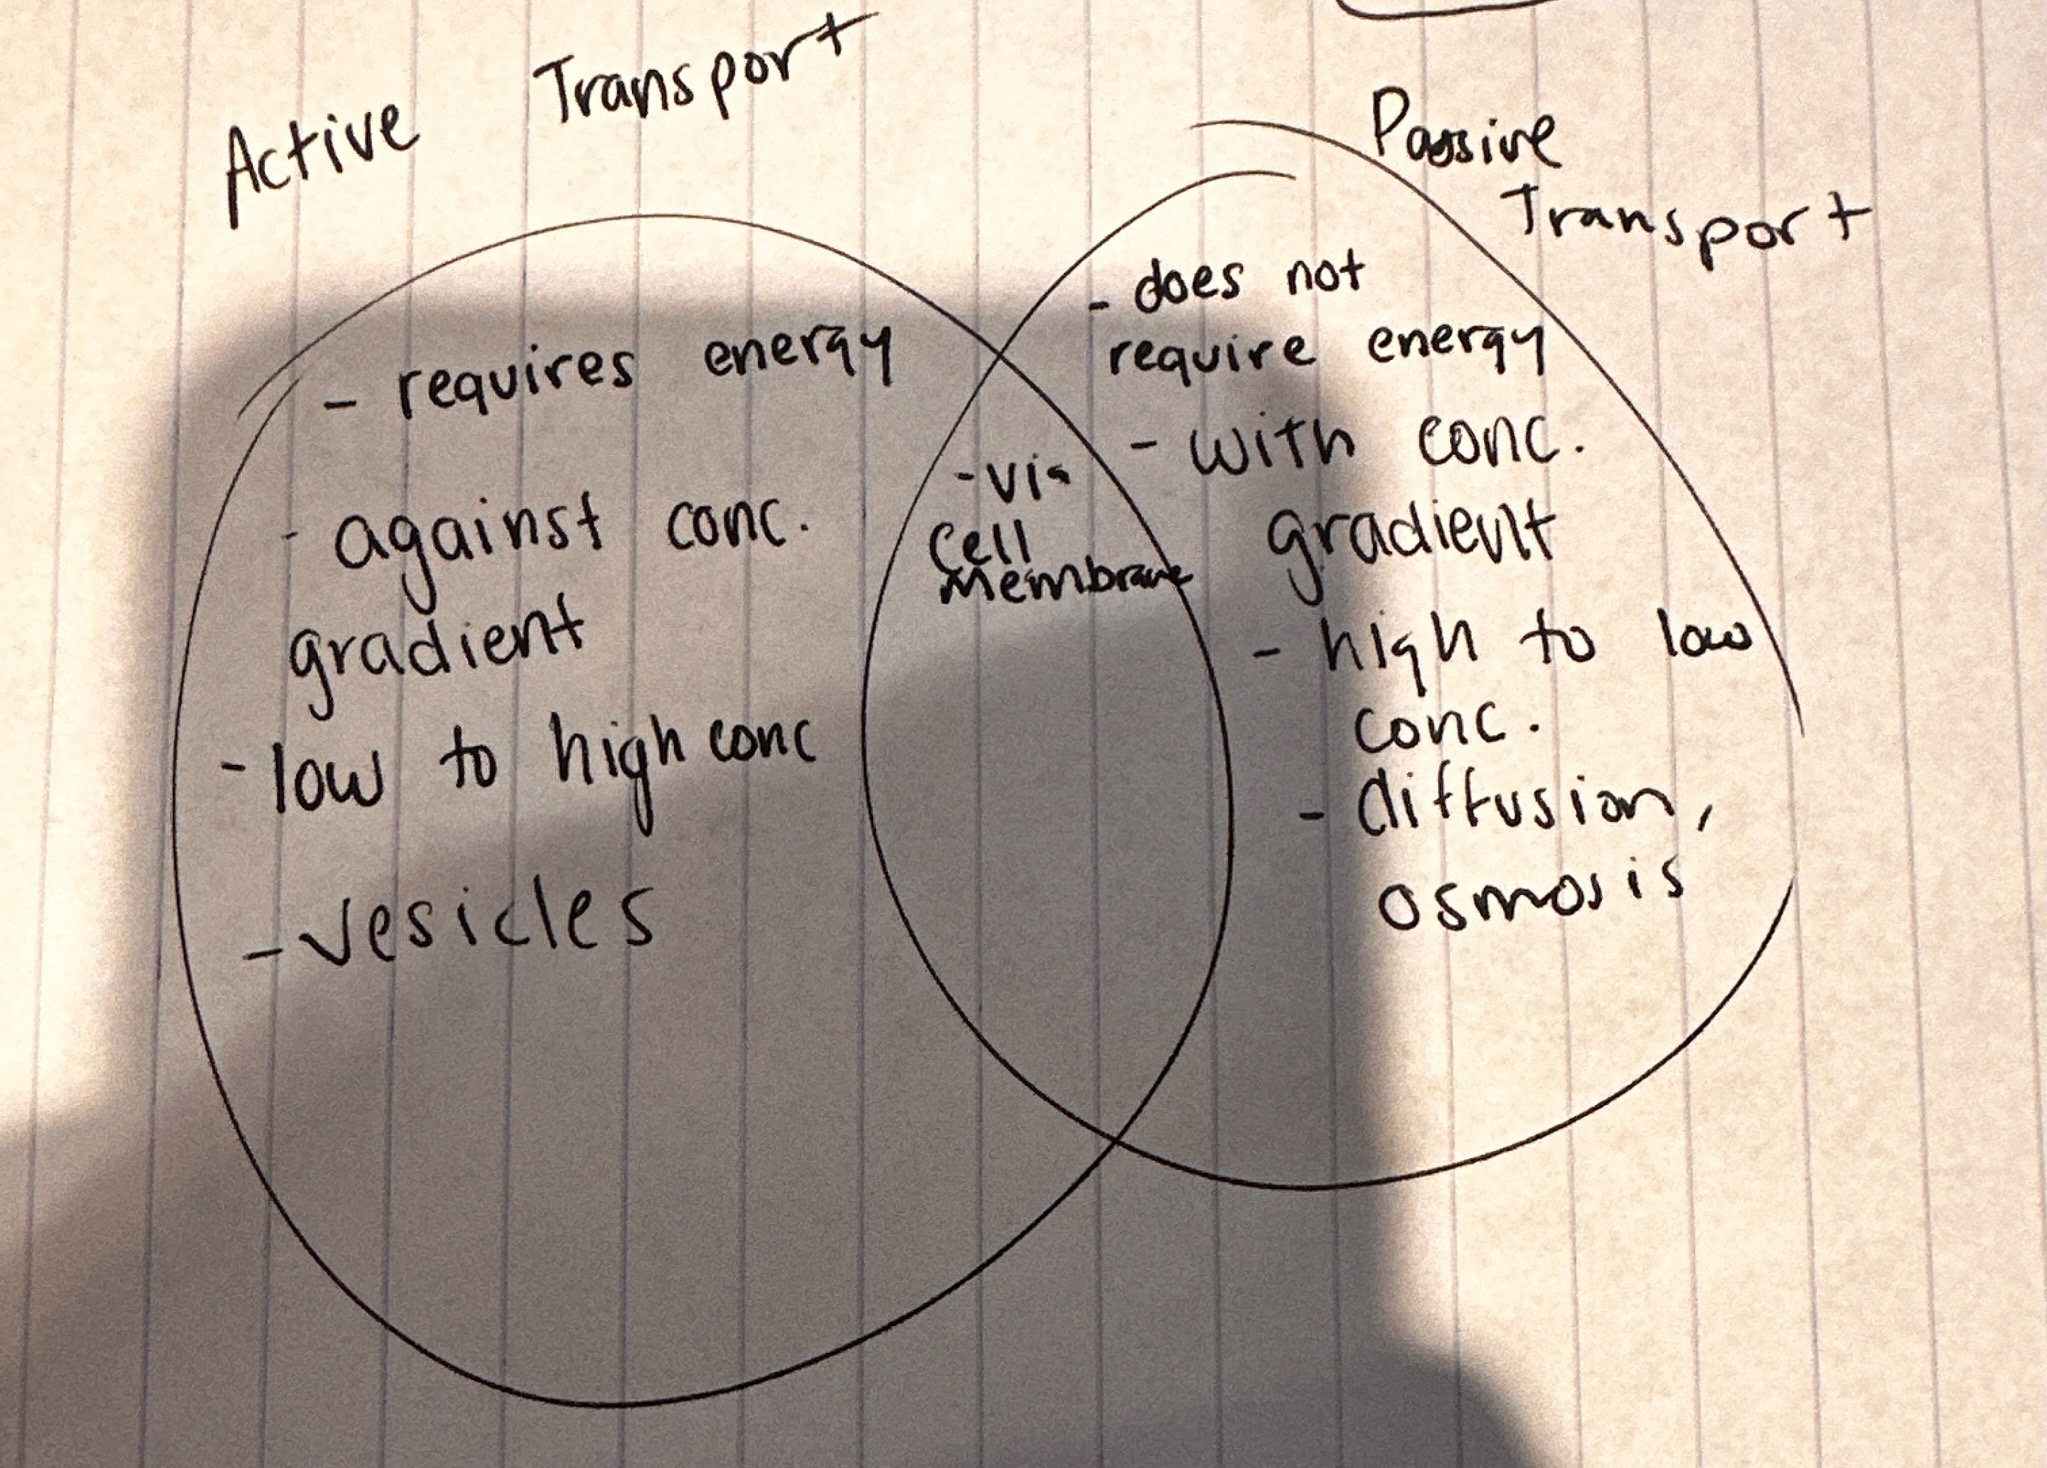 Active Transport
- requires energy
- against conc.
gradient
- low to high conc
- vesicles
- via
cell
membrane
Passive
Transport
- does not
require energy
- with conc.
gradient
- high to low
conc.
- diffusion,
osmosis